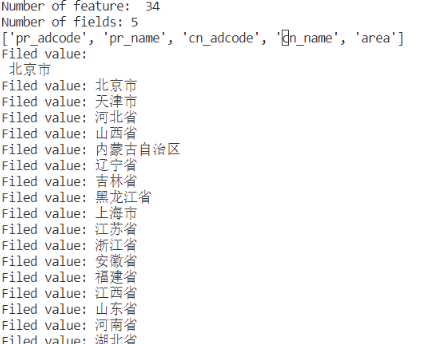 Number of feature:  34
Number of fields: 5
['pr_adcode', 'pr_name', 'cn_adcode', 'cn_name', 'area']
Filed value:
 北京市
Filed value: 北京市
Filed value: 天津市
Filed value: 河北省
Filed value: 山西省
Filed value: 内蒙古自治区
Filed value: 辽宁省
Filed value: 吉林省
Filed value: 黑龙江省
Filed value: 上海市
Filed value: 江苏省
Filed value: 浙江省
Filed value: 安徽省
Filed value: 福建省
Filed value: 江西省
Filed value: 山东省
Filed value: 河南省
Filed value: 湖北省